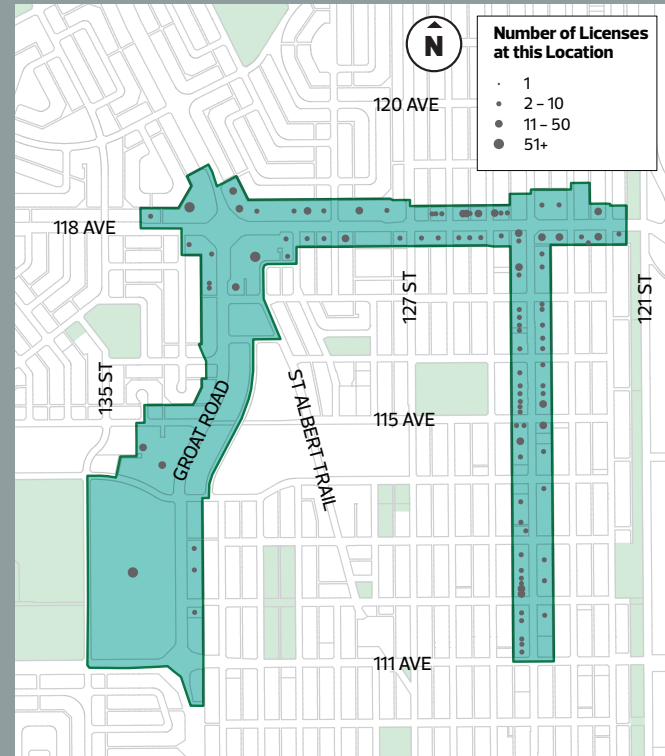 N
Number of Licenses
at this Location
1
2 – 10
11 – 50
51+
120 AVE
118 AVE
127 ST
121 ST
135 ST
GROAT ROAD
ST ALBERT TRAIL
115 AVE
111 AVE